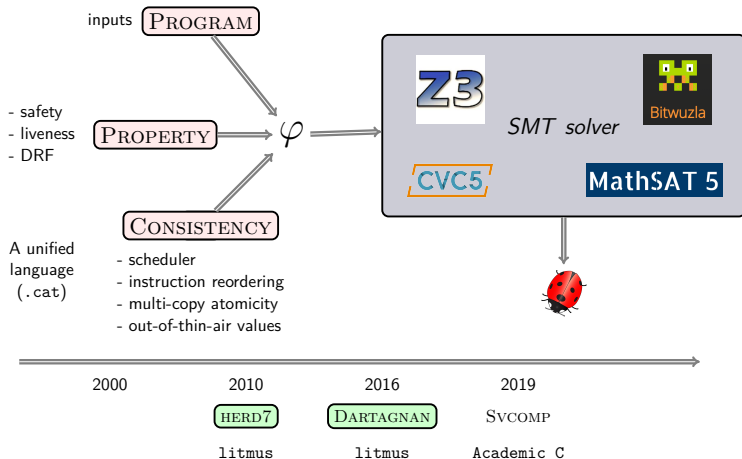 inputs PROGRAM
- safety
- liveness
- DRF
PROPERTY
φ
Z3
Bitwuzla
SMT solver
CVC5
MathSAT 5
CONSISTENCY
A unified
language
(.cat)
- scheduler
- instruction reordering
- multi-copy atomicity
- out-of-thin-air values
2000 2010 2016 2019
HERD7 DARTAGNAN SVCOMP
litmus litmus Academic C